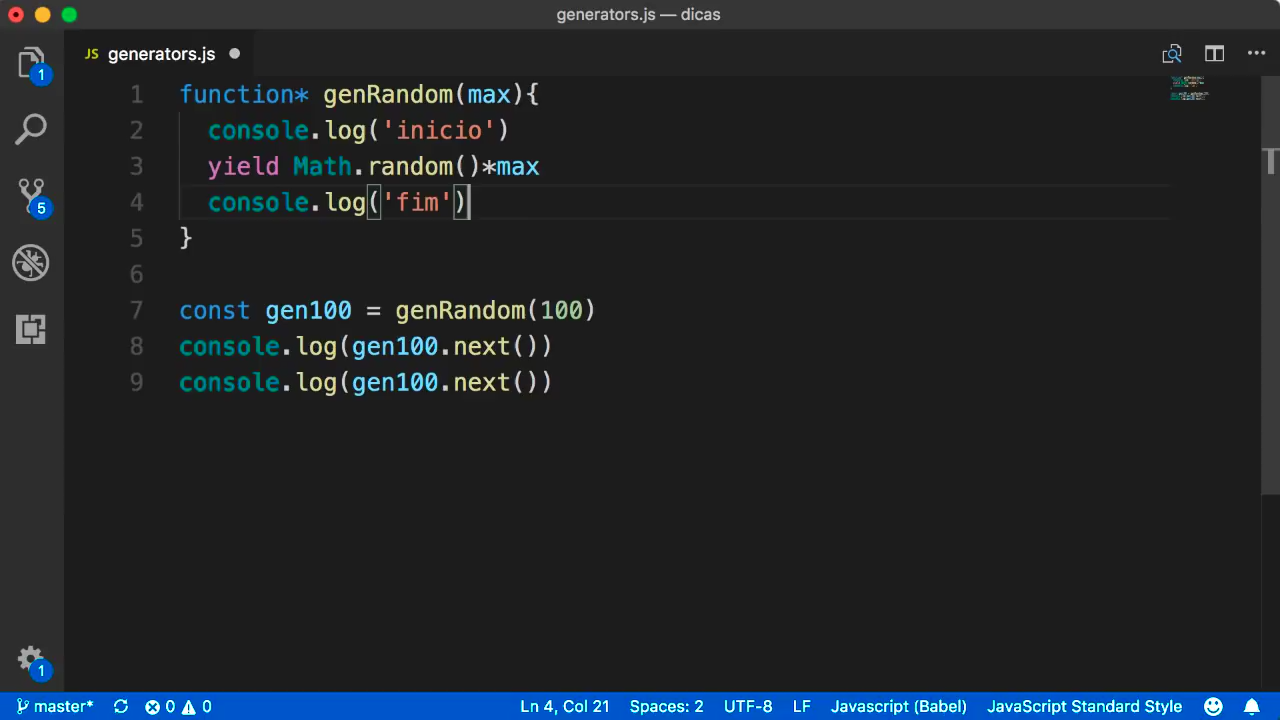 generators.js — dicas
JS generators.js
1
1 function* genRandom(max){
2 console.log('inicio')
3 yield Math.random()*max
4 console.log('fim')
5 }
6
7 const gen100 = genRandom(100)
8 console.log(gen100.next())
9 console.log(gen100.next())
5
1
master* 0 0 Ln 4, Col 21 Spaces: 2 UTF-8 LF Javascript (Babel) JavaScript Standard Style